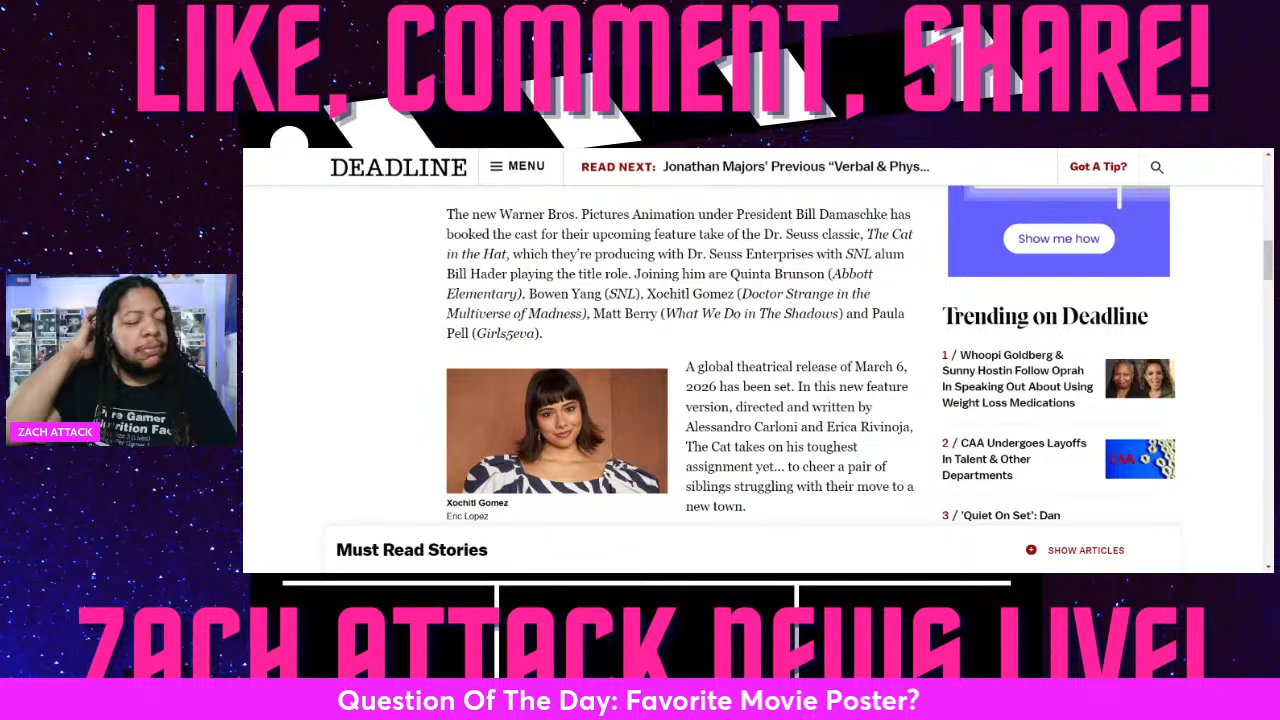 LIKE, COMMENT, SHARE!
DEADLINE
MENU
READ NEXT: Jonathan Majors’ Previous “Verbal & Phys...
Got A Tip?
The new Warner Bros. Pictures Animation under President Bill Damaschke has
booked the cast for their upcoming feature take of the Dr. Seuss classic, The Cat
in the Hat, which they’re producing with Dr. Seuss Enterprises with SNL alum
Bill Hader playing the title role. Joining him are Quinta Brunson (Abbott
Elementary), Bowen Yang (SNL), Xochitl Gomez (Doctor Strange in the
Multiverse of Madness), Matt Berry (What We Do in The Shadows) and Paula
Pell (Girls5eva).
A global theatrical release of March 6,
2026 has been set. In this new feature
version, directed and written by
Alessandro Carloni and Erica Rivinoja,
The Cat takes on his toughest
assignment yet... to cheer a pair of
siblings struggling with their move to a
new town.
Xochitl Gomez
Eric Lopez
Show me how
Trending on Deadline
1 / Whoopi Goldberg &
Sunny Hostin Follow Oprah
In Speaking Out About Using
Weight Loss Medications
2 / CAA Undergoes Layoffs
In Talent & Other
Departments
CAA
3 / 'Quiet On Set': Dan
Must Read Stories
SHOW ARTICLES
Gamer
ZACH ATTACK
ZACH ATTACK NEWS LIVE!
Question Of The Day: Favorite Movie Poster?